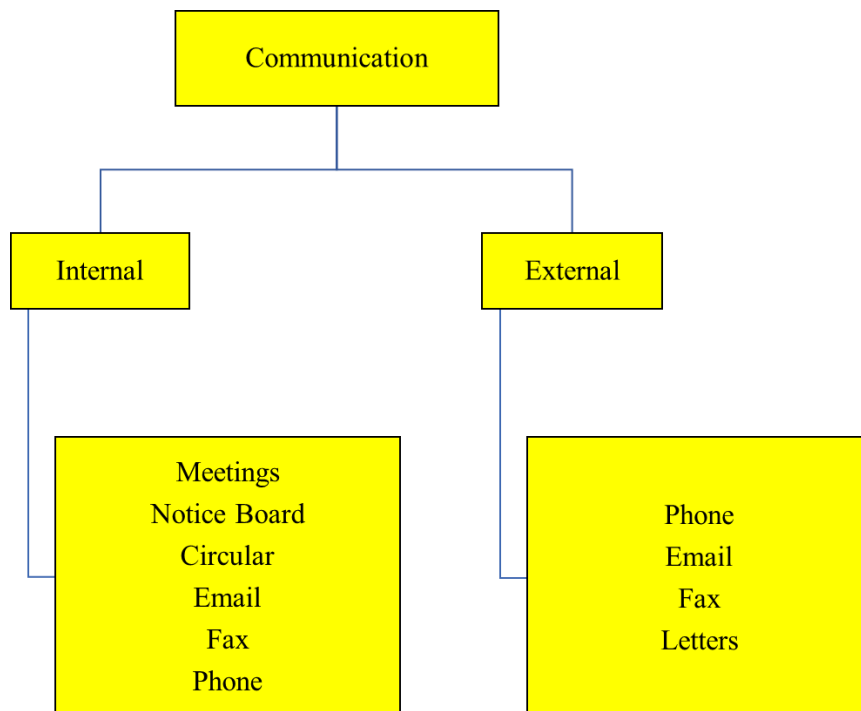 Communication
Internal
External
Meetings
Notice Board
Circular
Email
Fax
Phone
Phone
Email
Fax
Letters